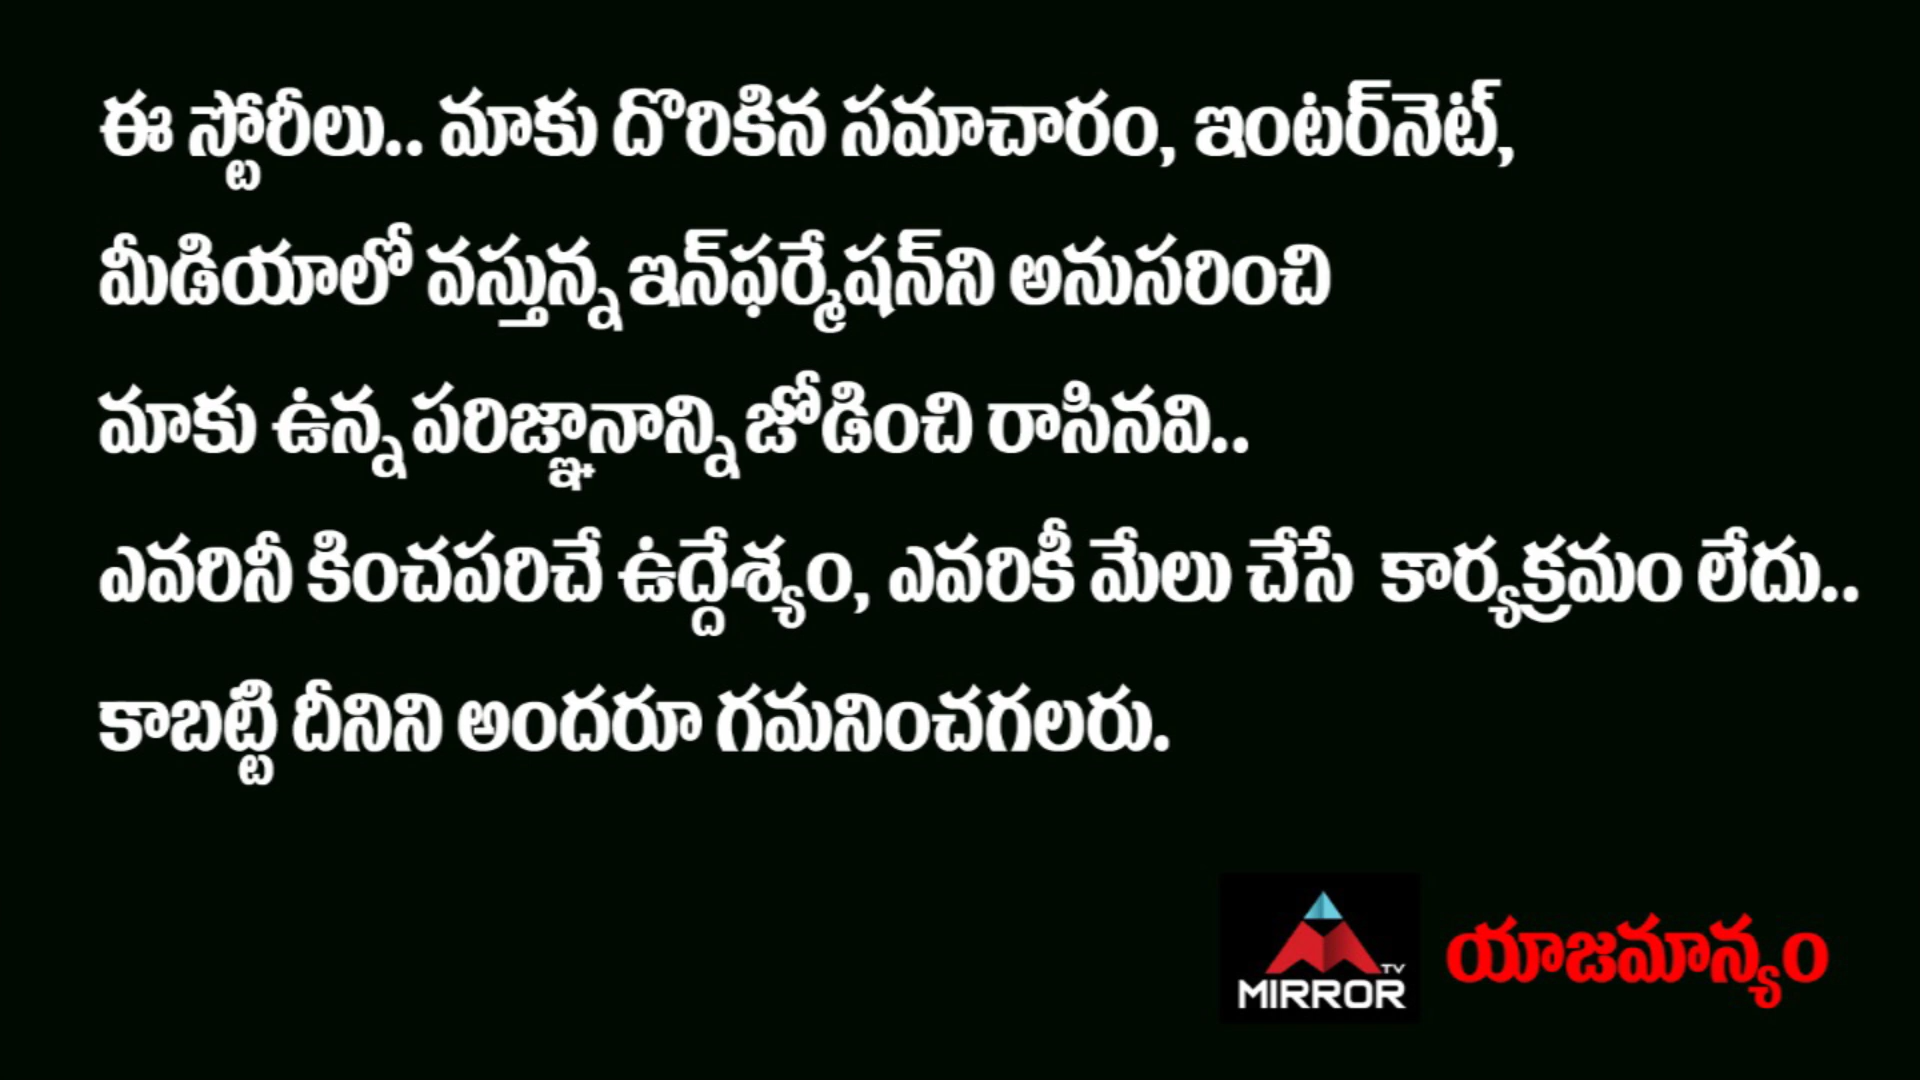 ఈ స్టోరీలు.. మాకు దొరికిన సమాచారం, ఇంటర్‌నెట్,
మీడియాలో వస్తున్న ఇన్‌ఫర్మేషన్‌ని అనుసరించి
మాకు ఉన్న పరిజ్ఞానాన్ని జోడించి రాసినవి..
ఎవరినీ కించపరిచే ఉద్దేశ్యం, ఎవరికీ మేలు చేసే కార్యక్రమం లేదు..
కాబట్టి దీనిని అందరూ గమనించగలరు.
TV
MIRROR
యాజమాన్యం